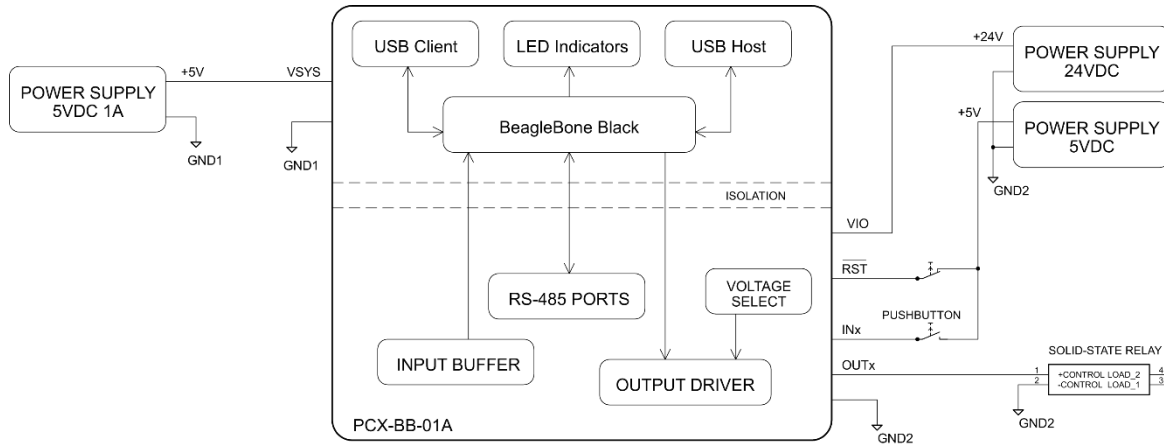 USB Client
LED Indicators
USB Host
+24V
POWER SUPPLY
24VDC
+5V
VSYS
POWER SUPPLY
5VDC 1A
GND1
GND1
BeagleBone Black
+5V
POWER SUPPLY
5VDC
GND2
ISOLATION
VIO
RST
RS-485 PORTS
VOLTAGE
SELECT
INx
PUSHBUTTON
INPUT BUFFER
OUTPUT DRIVER
OUTx
SOLID-STATE RELAY
1 +CONTROL LOAD_2 4
2 -CONTROL LOAD_1 3
GND2
GND2
PCX-BB-01A